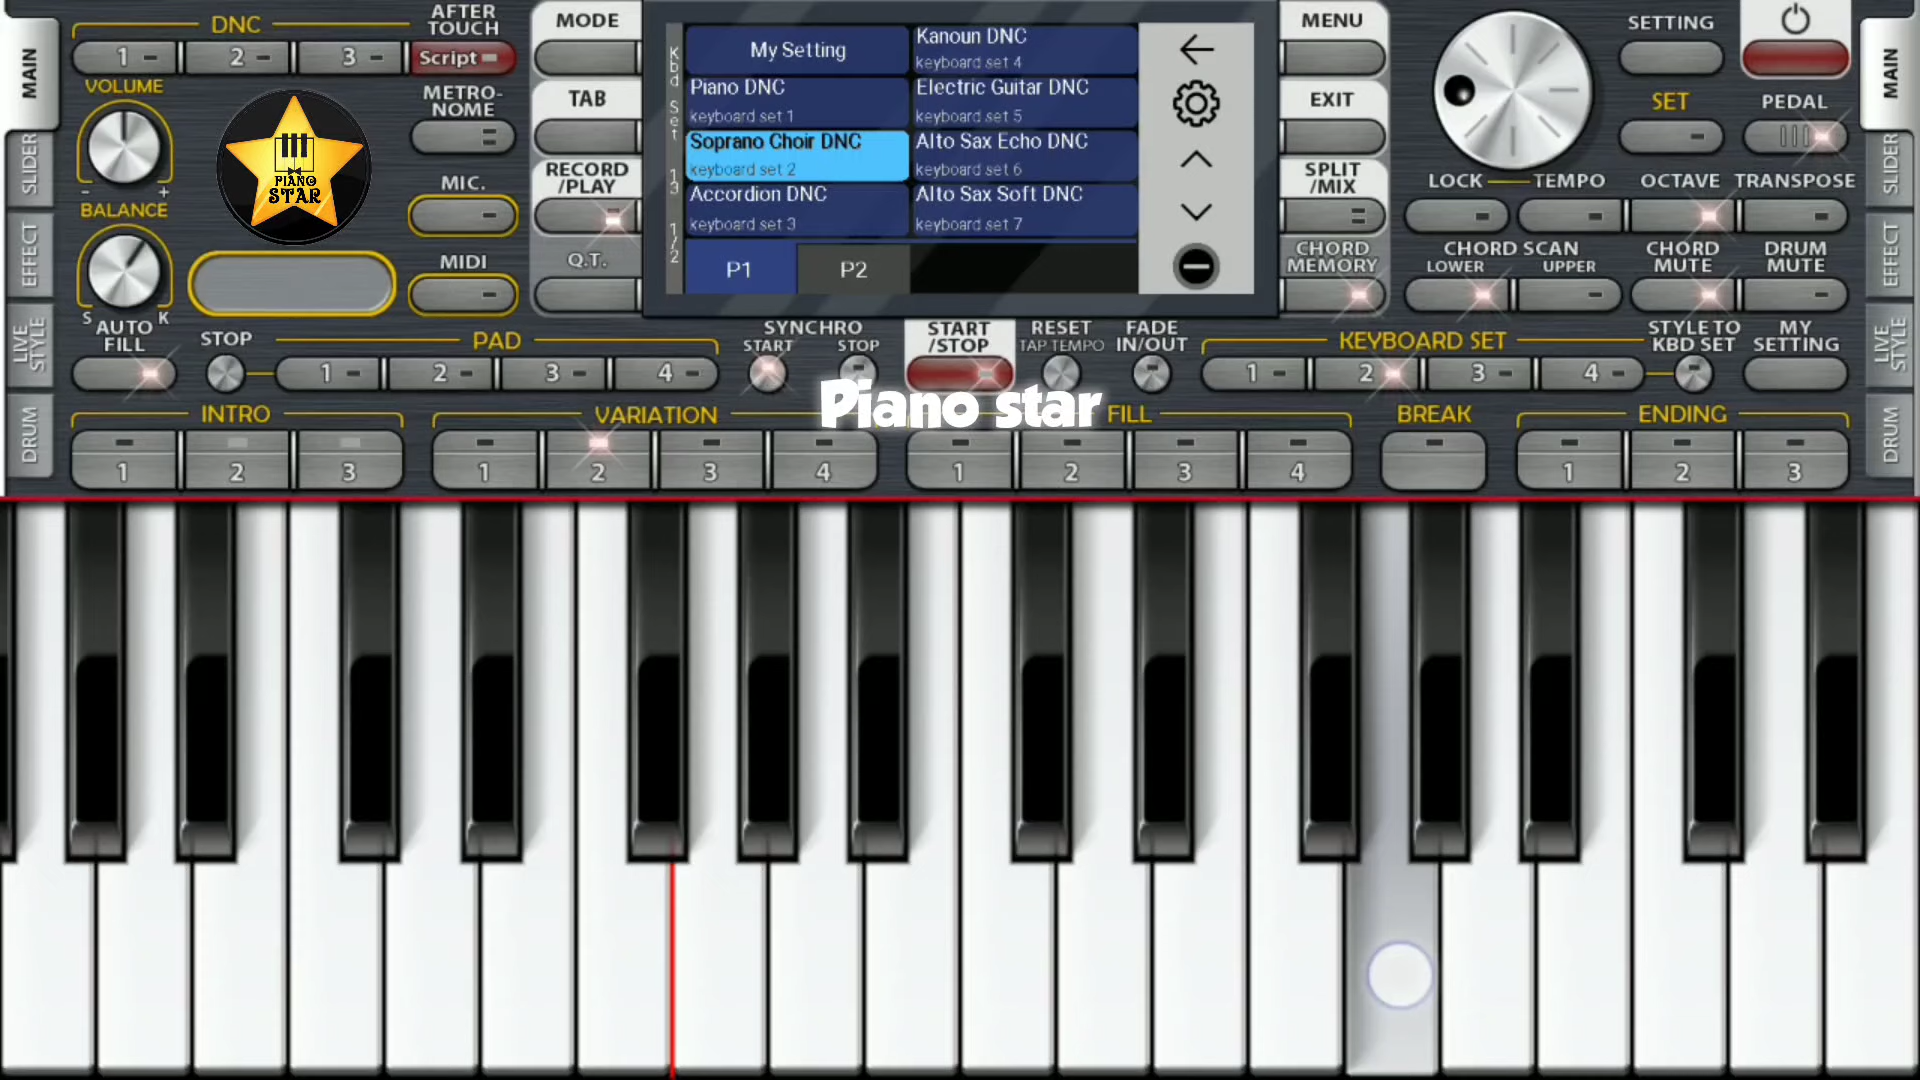 DNC
AFTER
TOUCH
1
2
3
Script
VOLUME
- +
BALANCE
S K
METRO-
NOME
MIC.
MIDI
PIANO
STAR
MODE
TAB
RECORD
/PLAY
Q.T.
Kbd Set 13 1/2
My Setting
Kanoun DNC
keyboard set 4
Piano DNC
keyboard set 1
Electric Guitar DNC
keyboard set 5
Soprano Choir DNC
keyboard set 2
Alto Sax Echo DNC
keyboard set 6
Accordion DNC
keyboard set 3
Alto Sax Soft DNC
keyboard set 7
P1
P2
MENU
EXIT
SPLIT
/MIX
CHORD
MEMORY
SETTING
SET
PEDAL
LOCK
TEMPO
OCTAVE
TRANSPOSE
CHORD SCAN
LOWER
UPPER
CHORD
MUTE
DRUM
MUTE
MAIN
SLIDER
EFFECT
LIVE
STYLE
DRUM
MAIN
SLIDER
EFFECT
LIVE
STYLE
DRUM
AUTO
FILL
STOP
PAD
1
2
3
4
SYNCHRO
START
STOP
START
/STOP
RESET
TAP TEMPO
FADE
IN/OUT
KEYBOARD SET
1
2
3
4
STYLE TO
KBD SET
MY
SETTING
Piano star
INTRO
1
2
3
VARIATION
1
2
3
4
FILL
1
2
3
4
BREAK
ENDING
1
2
3